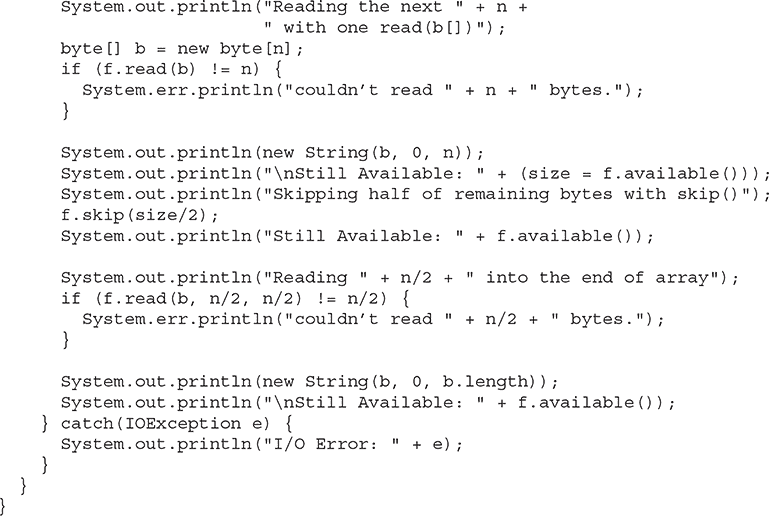 System.out.println("Reading the next " + n +
                         " with one read(b[])");
      byte[] b = new byte[n];
      if (f.read(b) != n) {
        System.err.println("couldn't read " + n + " bytes.");
      }

      System.out.println(new String(b, 0, n));
      System.out.println("\nStill Available: " + (size = f.available()));
      System.out.println("Skipping half of remaining bytes with skip()");
      f.skip(size/2);
      System.out.println("Still Available: " + f.available());

      System.out.println("Reading " + n/2 + " into the end of array");
      if (f.read(b, n/2, n/2) != n/2) {
        System.err.println("couldn't read " + n/2 + " bytes.");
      }

      System.out.println(new String(b, 0, b.length));
      System.out.println("\nStill Available: " + f.available());
    } catch(IOException e) {
      System.out.println("I/O Error: " + e);
    }
  }
}